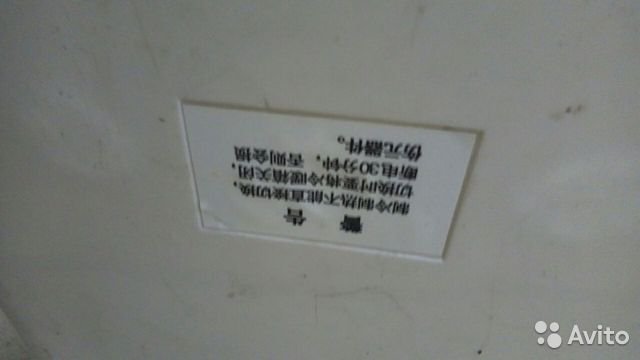 警 告
制冷制热不能直接切换,
切换时要将冷暖箱关闭,
断电30分钟，否则会损
伤元器件。
Avito